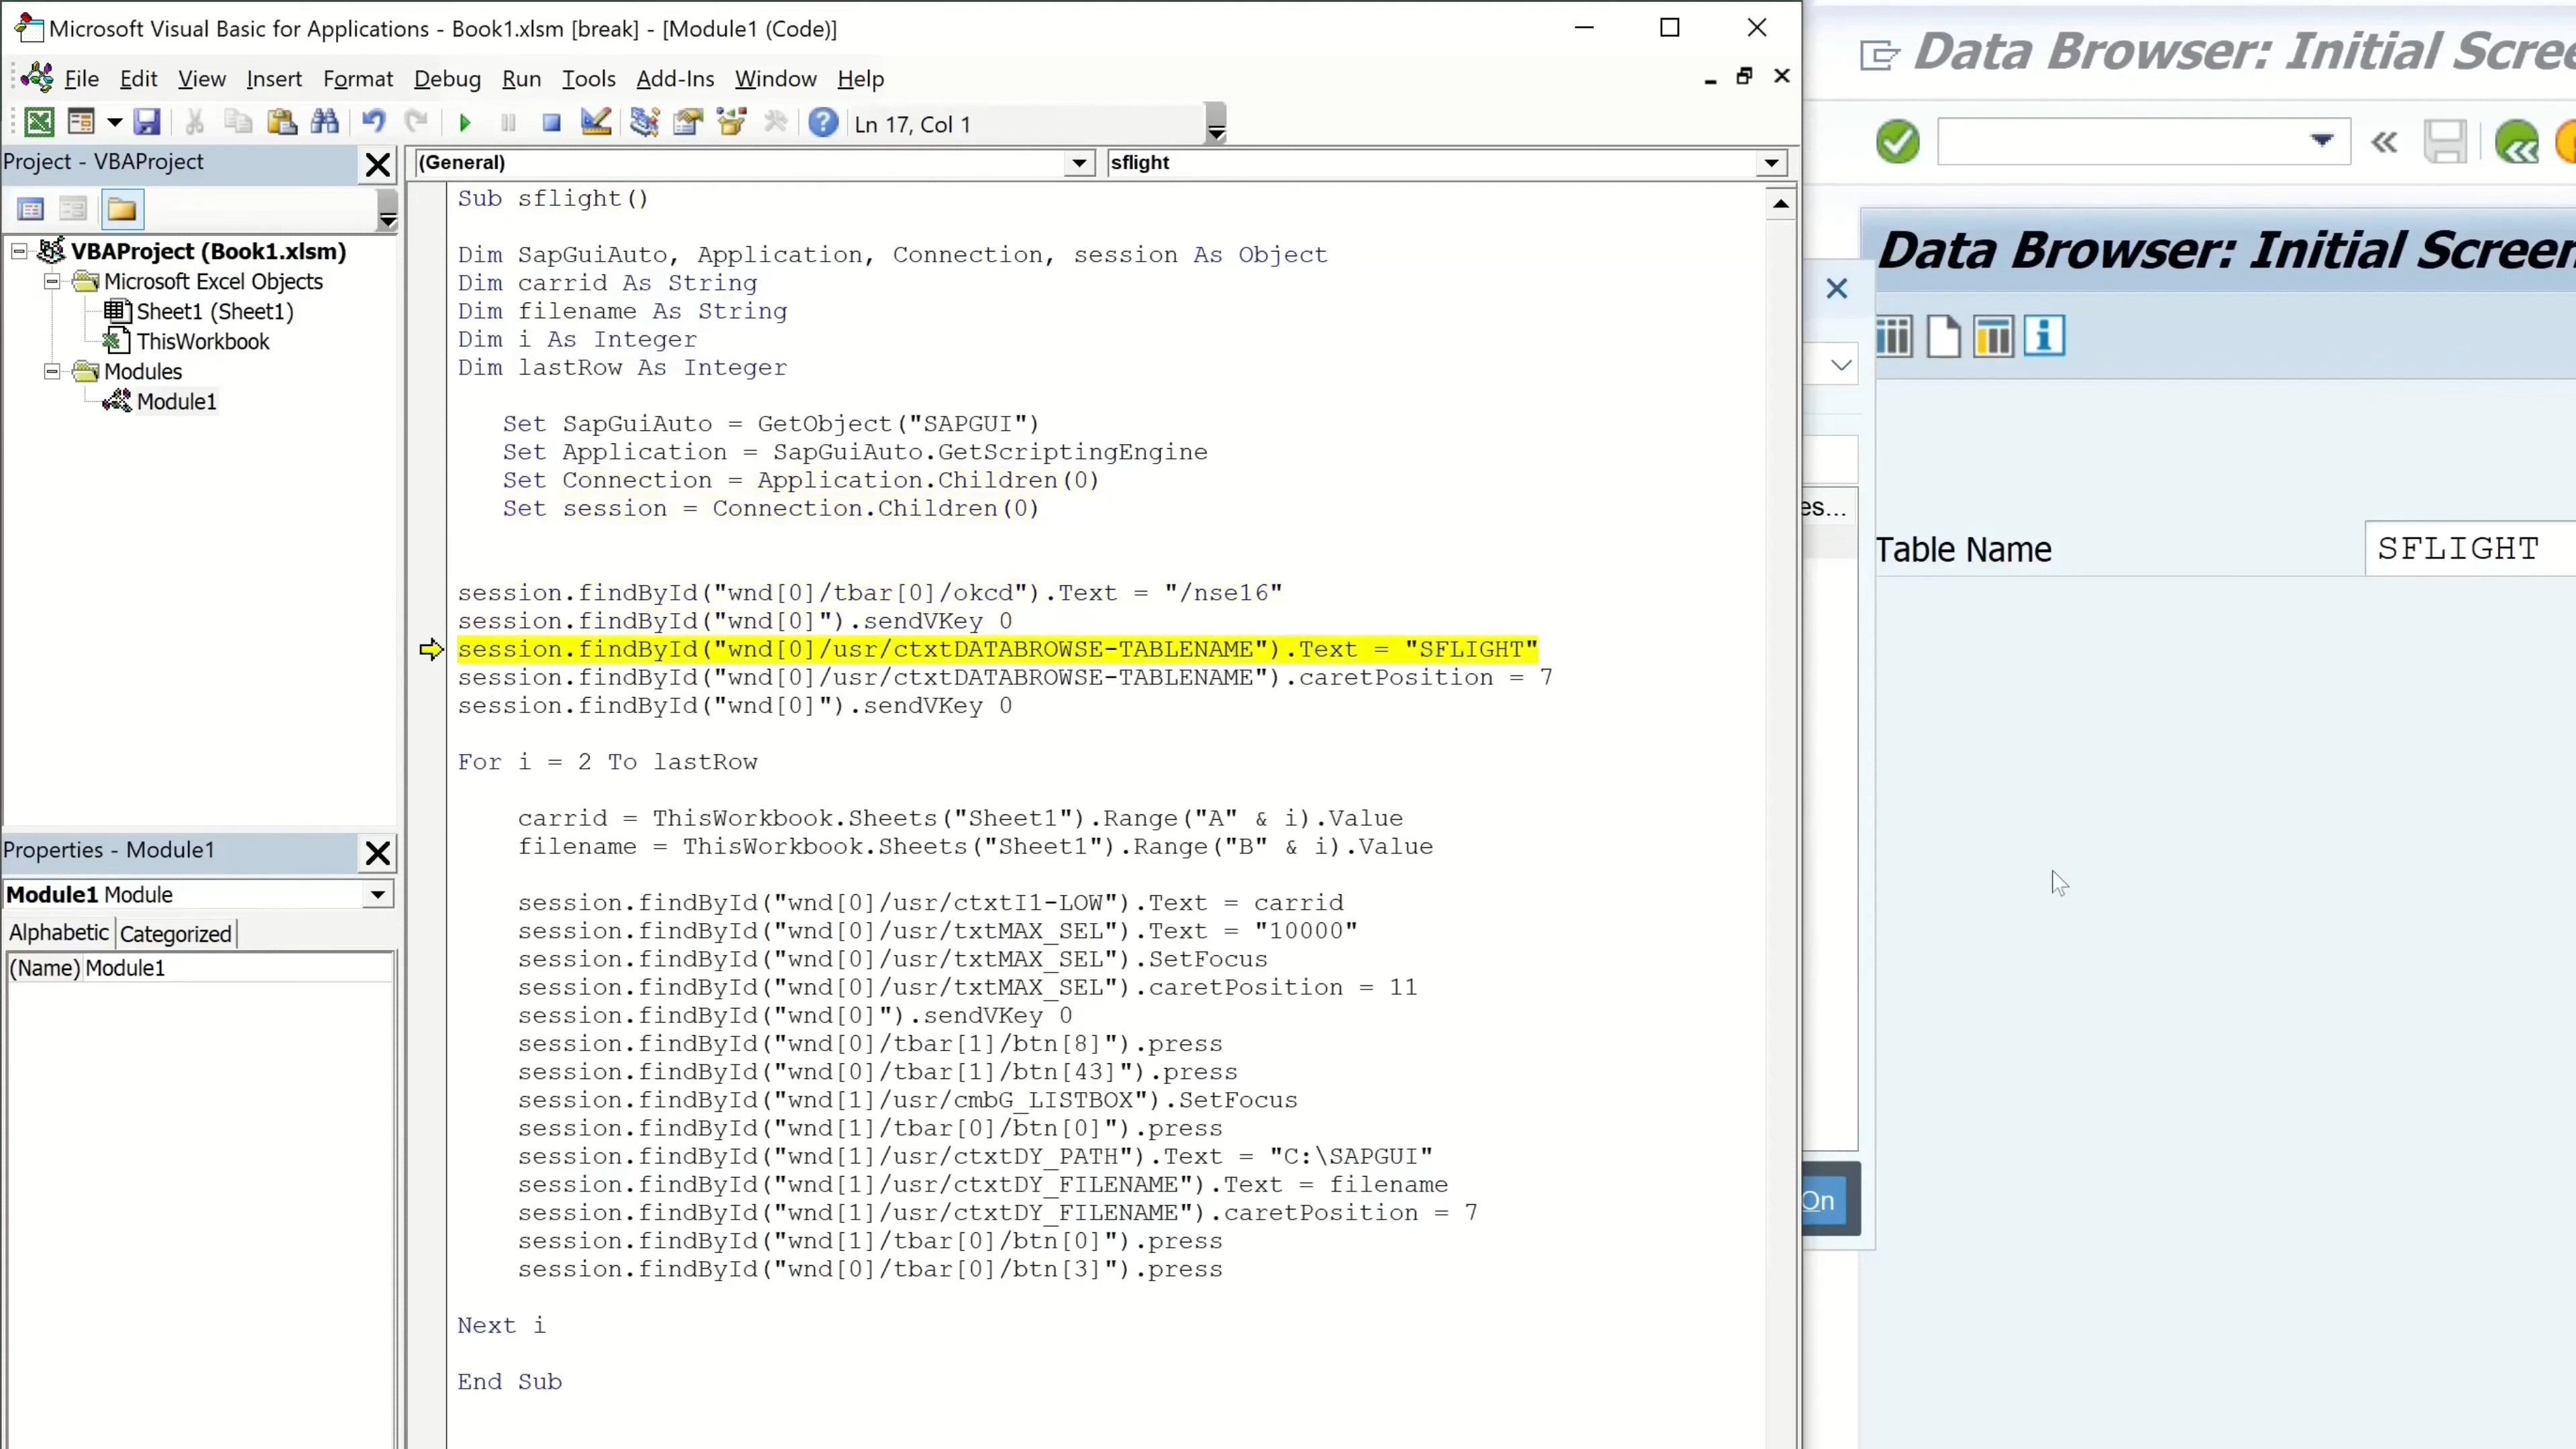 Microsoft Visual Basic for Applications - Book1.xlsm [break] - [Module1 (Code)]
File Edit View Insert Format Debug Run Tools Add-Ins Window Help
Ln 17, Col 1
Project - VBAProject
VBAProject (Book1.xlsm)
Microsoft Excel Objects
Sheet1 (Sheet1)
ThisWorkbook
Modules
Module1
Properties - Module1
Module1 Module
Alphabetic Categorized
(Name) Module1
(General) sflight
Sub sflight()
Dim SapGuiAuto, Application, Connection, session As Object
Dim carrid As String
Dim filename As String
Dim i As Integer
Dim lastRow As Integer
Set SapGuiAuto = GetObject("SAPGUI")
Set Application = SapGuiAuto.GetScriptingEngine
Set Connection = Application.Children(0)
Set session = Connection.Children(0)
session.findById("wnd[0]/tbar[0]/okcd").Text = "/nse16"
session.findById("wnd[0]").sendVKey 0
session.findById("wnd[0]/usr/ctxtDATABROWSE-TABLENAME").Text = "SFLIGHT"
session.findById("wnd[0]/usr/ctxtDATABROWSE-TABLENAME").caretPosition = 7
session.findById("wnd[0]").sendVKey 0
For i = 2 To lastRow
carrid = ThisWorkbook.Sheets("Sheet1").Range("A" & i).Value
filename = ThisWorkbook.Sheets("Sheet1").Range("B" & i).Value
session.findById("wnd[0]/usr/ctxtI1-LOW").Text = carrid
session.findById("wnd[0]/usr/txtMAX_SEL").Text = "10000"
session.findById("wnd[0]/usr/txtMAX_SEL").SetFocus
session.findById("wnd[0]/usr/txtMAX_SEL").caretPosition = 11
session.findById("wnd[0]").sendVKey 0
session.findById("wnd[0]/tbar[1]/btn[8]").press
session.findById("wnd[0]/tbar[1]/btn[43]").press
session.findById("wnd[1]/usr/cmbG_LISTBOX").SetFocus
session.findById("wnd[1]/tbar[0]/btn[0]").press
session.findById("wnd[1]/usr/ctxtDY_PATH").Text = "C:\SAPGUI"
session.findById("wnd[1]/usr/ctxtDY_FILENAME").Text = filename
session.findById("wnd[1]/usr/ctxtDY_FILENAME").caretPosition = 7
session.findById("wnd[1]/tbar[0]/btn[0]").press
session.findById("wnd[0]/tbar[0]/btn[3]").press
Next i
End Sub
Data Browser: Initial Scree
Data Browser: Initial Screen
es...
Table Name SFLIGHT
On